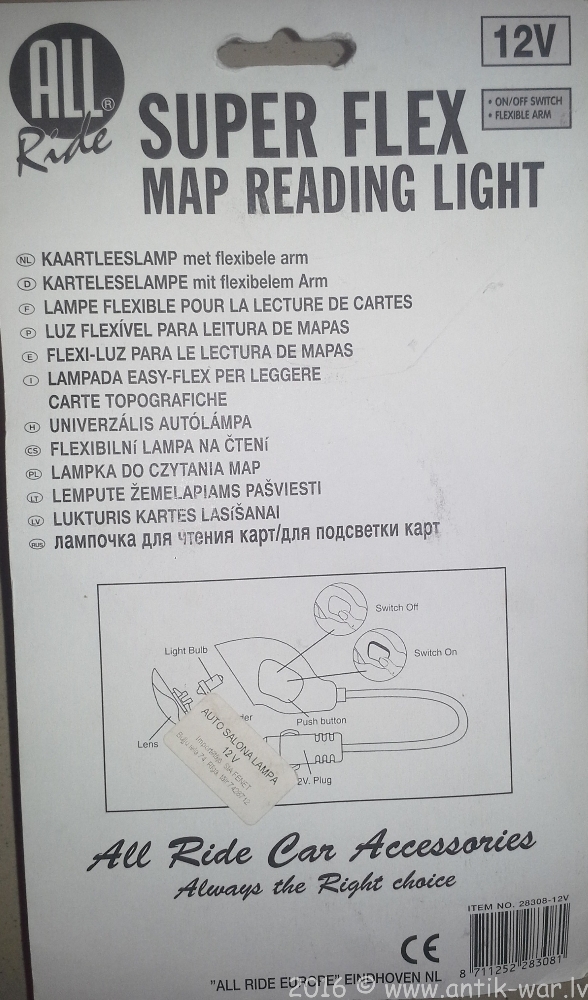 ALL®
Ride
12V
• ON/OFF SWITCH
• FLEXIBLE ARM
SUPER FLEX
MAP READING LIGHT
NL KAARTLEESLAMP met flexibele arm
D KARTELESELAMPE mit flexibelem Arm
F LAMPE FLEXIBLE POUR LA LECTURE DE CARTES
P LUZ FLEXÍVEL PARA LEITURA DE MAPAS
E FLEXI-LUZ PARA LE LECTURA DE MAPAS
I LAMPADA EASY-FLEX PER LEGGERE
CARTE TOPOGRAFICHE
H UNIVERZÁLIS AUTÓLÁMPA
CS FLEXIBILNÍ LAMPA NA ČTENÍ
PL LAMPKA DO CZYTANIA MAP
LT LEMPUTE ŽEMELAPIAMS PAŠVIESTI
LV LUKTURIS KARTES LASÍŠANAI
RUS лампочка для чтения карт/для подсветки карт
Switch Off
Light Bulb
Switch On
Push button
Lens
2V. Plug
AUTO SALONA LAMPA
12 V
All Ride Car Accessories
Always the Right choice
ITEM NO. 28308-12V
CE
8 711252 283081
"ALL RIDE EUROPE" EINDHOVEN NL
2016 © www.antik-war.lv